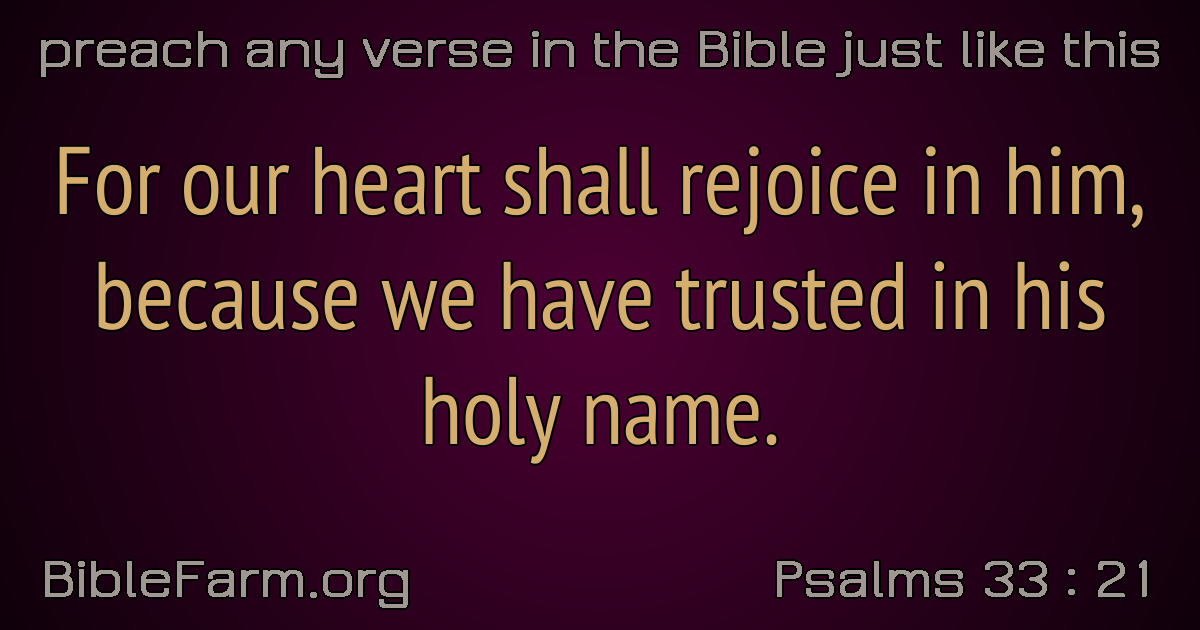 preach any verse in the Bible just like this
For our heart shall rejoice in him,
because we have trusted in his
holy name.
BibleFarm.org
Psalms 33 : 21